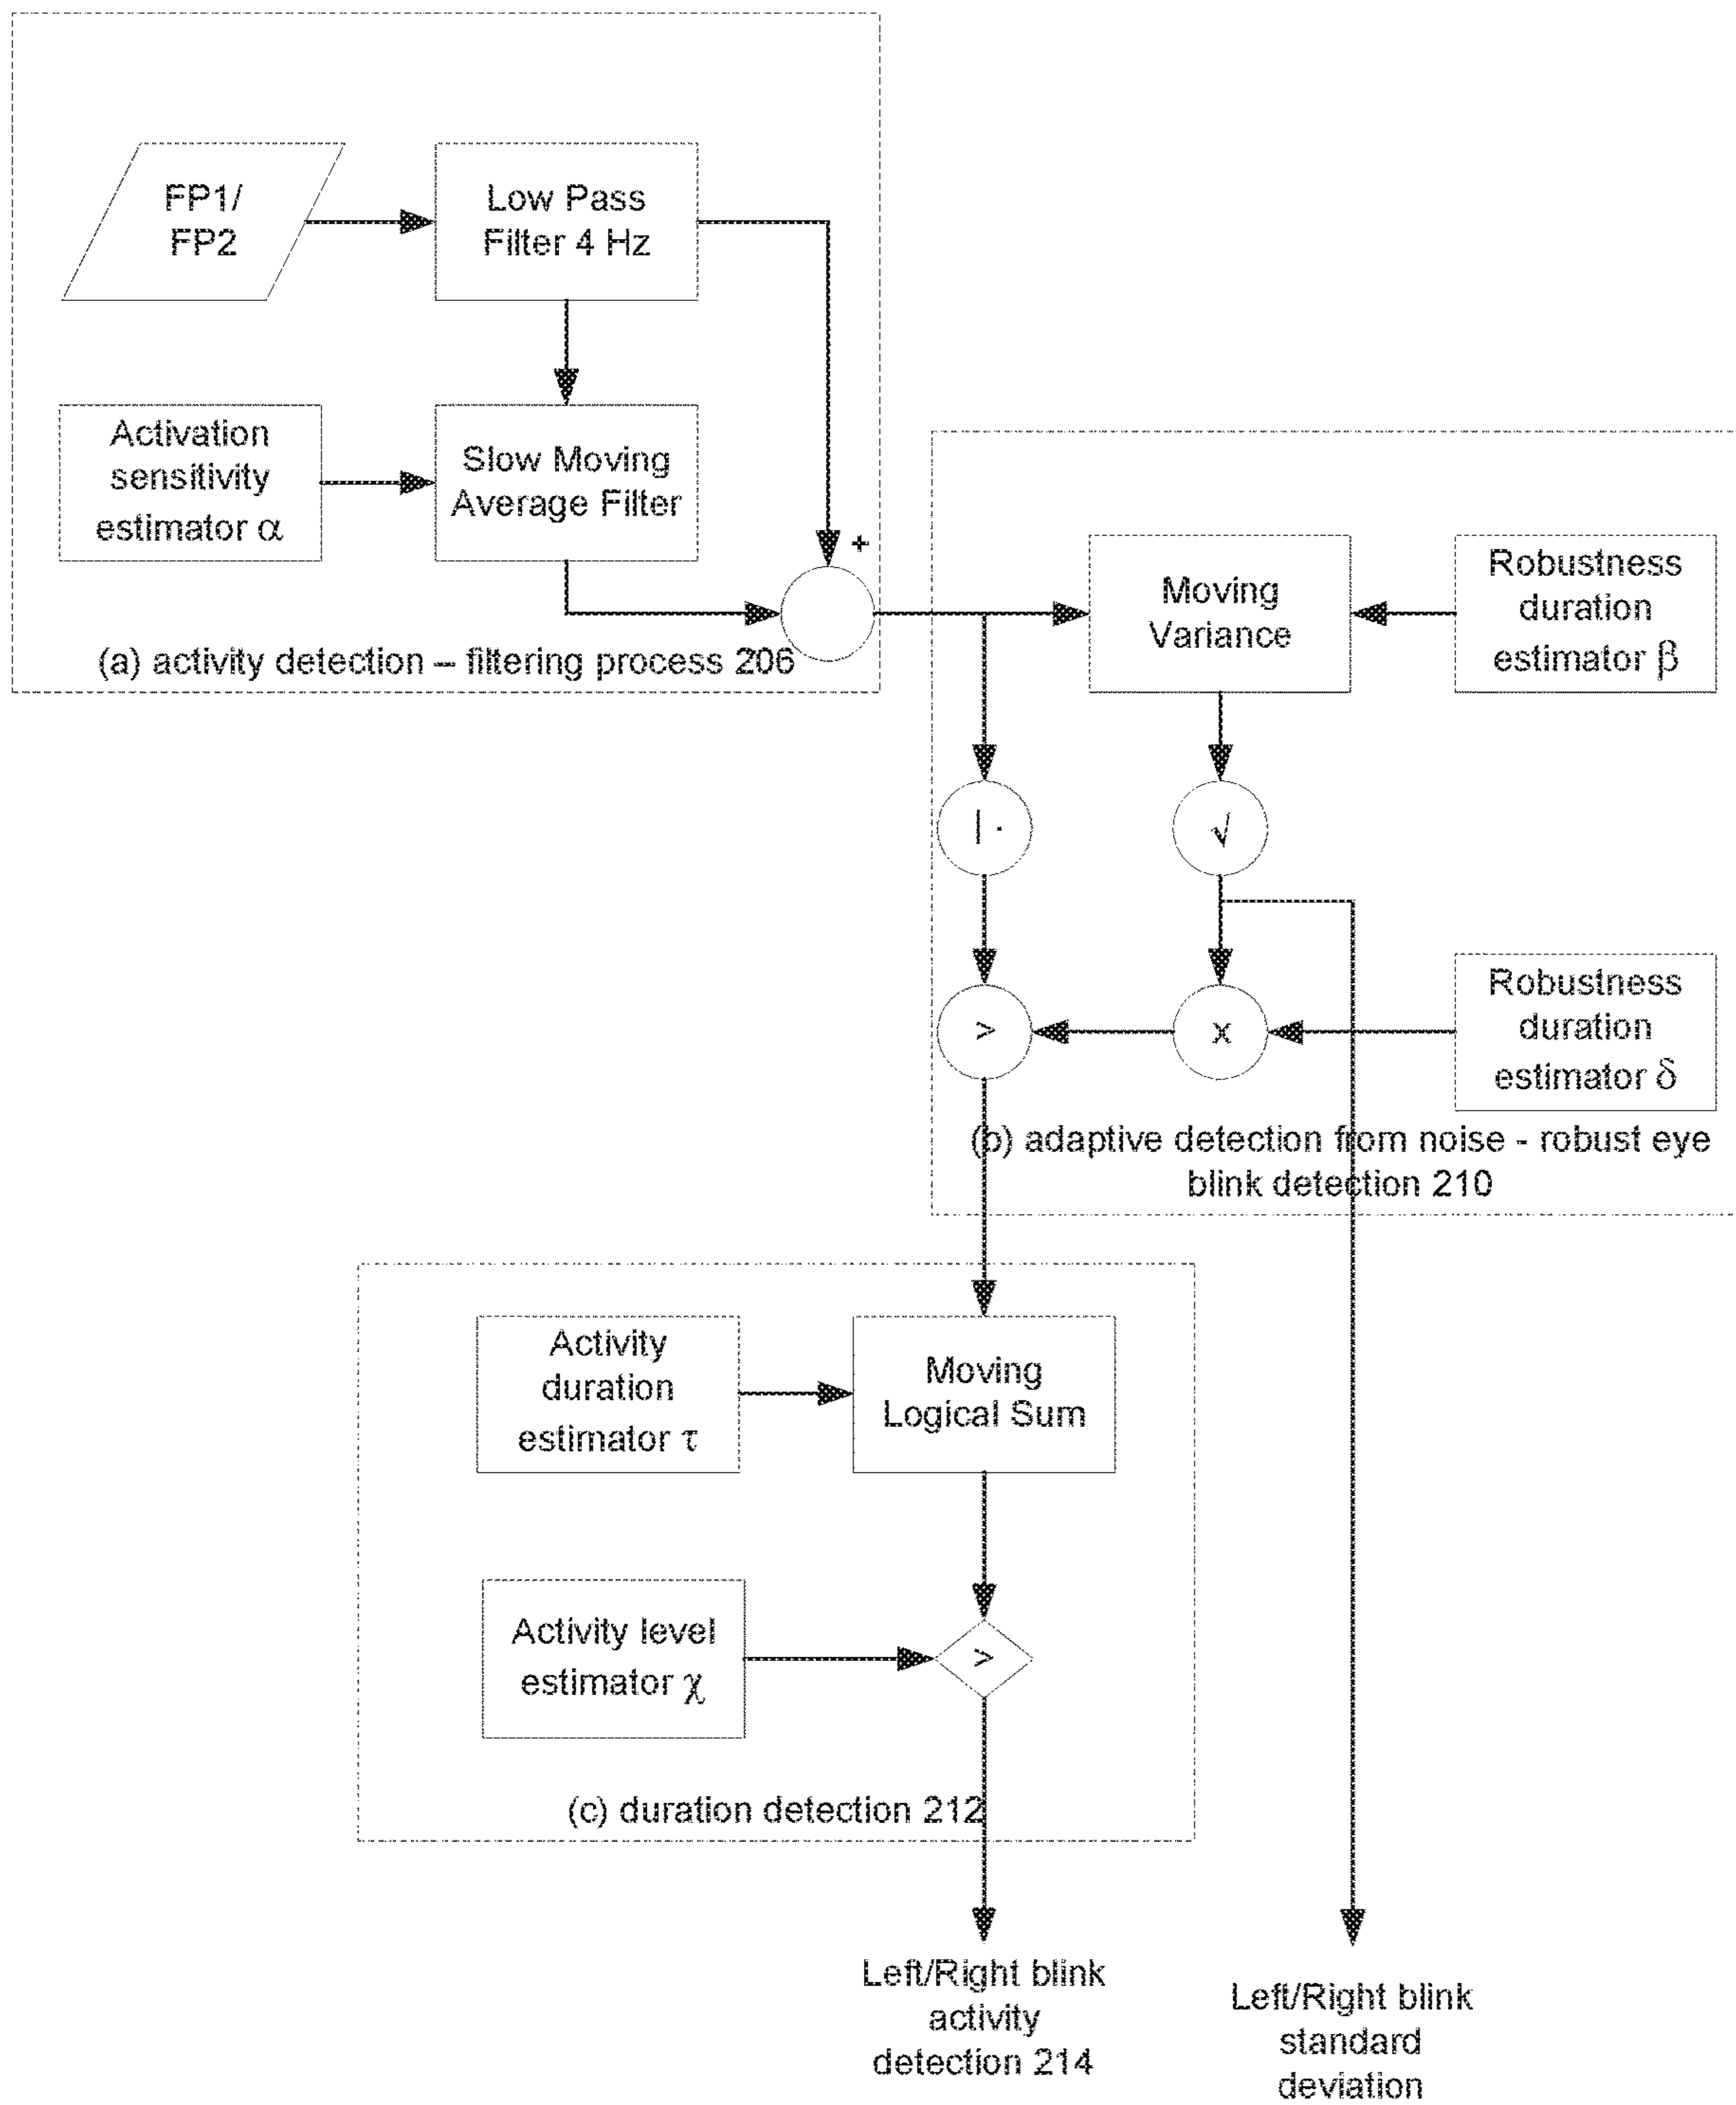 FP1/
FP2
Low Pass
Filter 4 Hz
Activation
sensitivity
estimator α
Slow Moving
Average Filter
+
(a) activity detection – filtering process 206
Moving
Variance
Robustness
duration
estimator β
| ·
√
>
x
Robustness
duration
estimator δ
(b) adaptive detection from noise - robust eye
blink detection 210
Activity
duration
estimator τ
Moving
Logical Sum
Activity level
estimator χ
>
(c) duration detection 212
Left/Right blink
activity
detection 214
Left/Right blink
standard
deviation